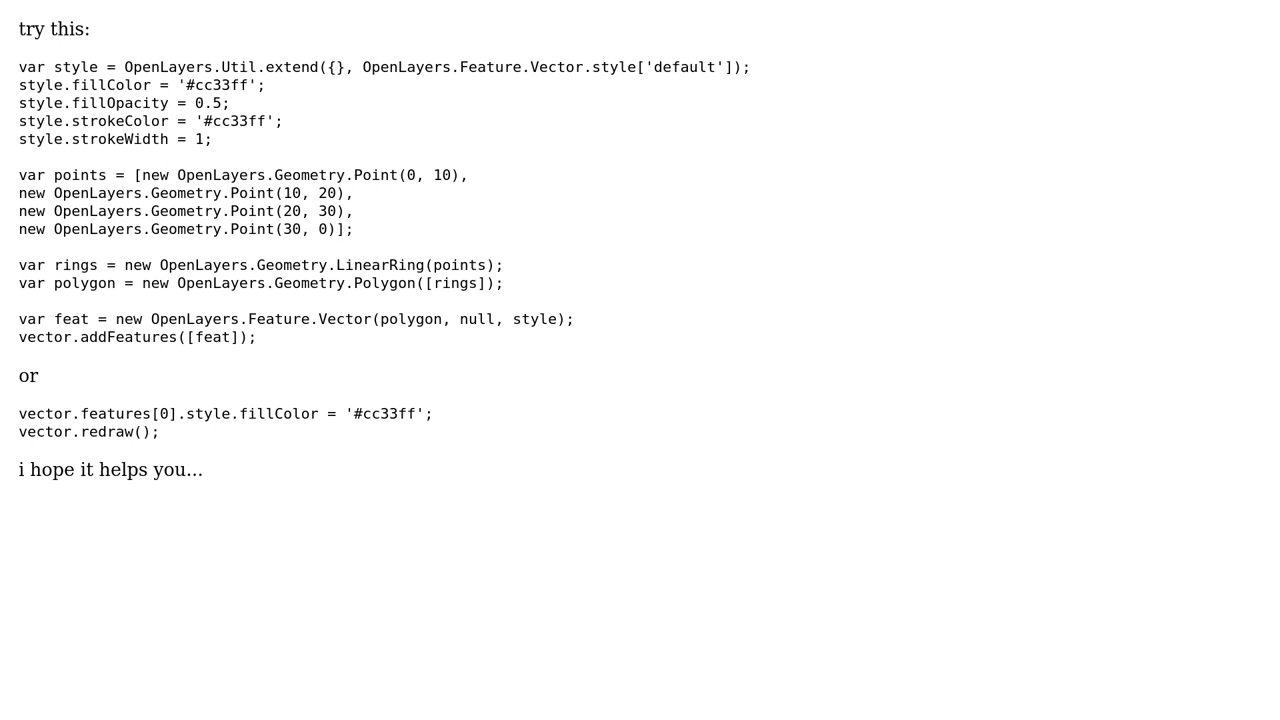 try this:
var style = OpenLayers.Util.extend({}, OpenLayers.Feature.Vector.style['default']);
style.fillColor = '#cc33ff';
style.fillOpacity = 0.5;
style.strokeColor = '#cc33ff';
style.strokeWidth = 1;
var points = [new OpenLayers.Geometry.Point(0, 10),
new OpenLayers.Geometry.Point(10, 20),
new OpenLayers.Geometry.Point(20, 30),
new OpenLayers.Geometry.Point(30, 0)];
var rings = new OpenLayers.Geometry.LinearRing(points);
var polygon = new OpenLayers.Geometry.Polygon([rings]);
var feat = new OpenLayers.Feature.Vector(polygon, null, style);
vector.addFeatures([feat]);
or
vector.features[0].style.fillColor = '#cc33ff';
vector.redraw();
i hope it helps you...